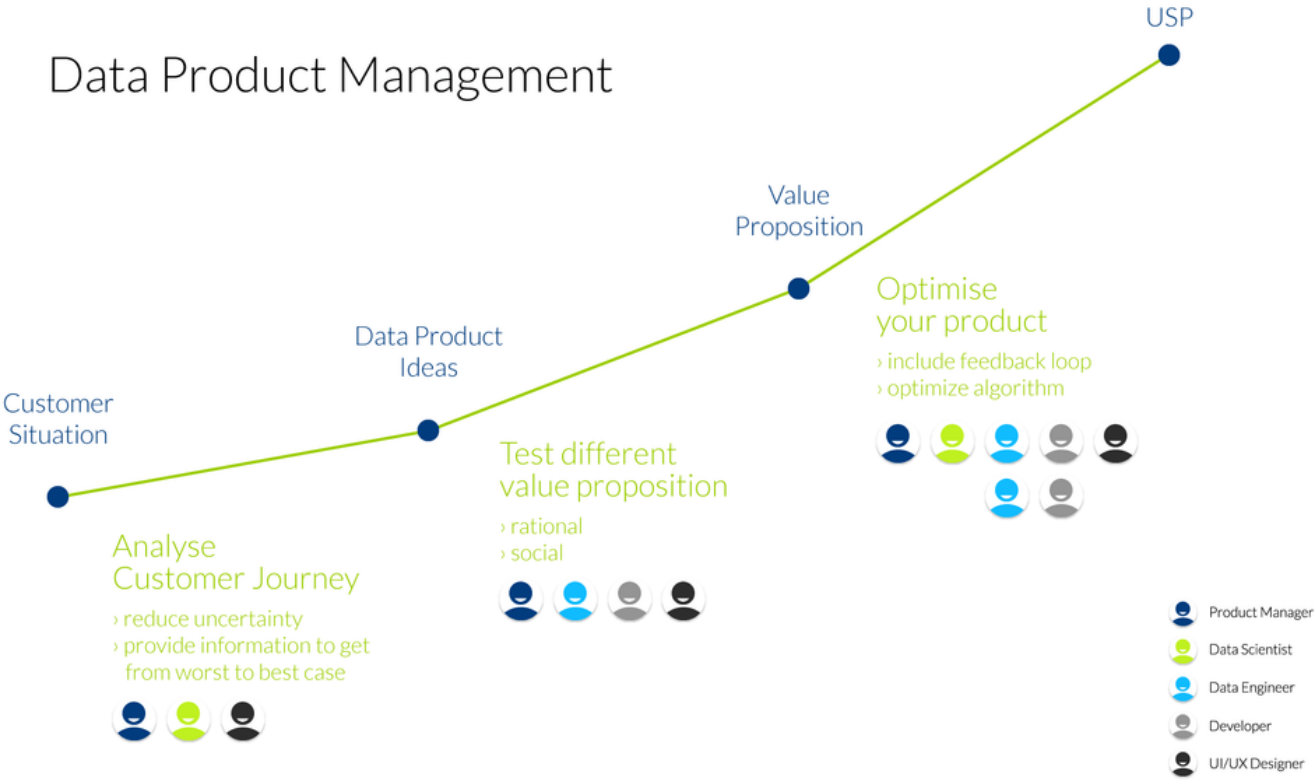 Data Product Management
USP
Value
Proposition
Data Product
Ideas
Customer
Situation
Optimise
your product
› include feedback loop
› optimize algorithm
Test different
value proposition
› rational
› social
Analyse
Customer Journey
› reduce uncertainty
› provide information to get
from worst to best case
Product Manager
Data Scientist
Data Engineer
Developer
UI/UX Designer